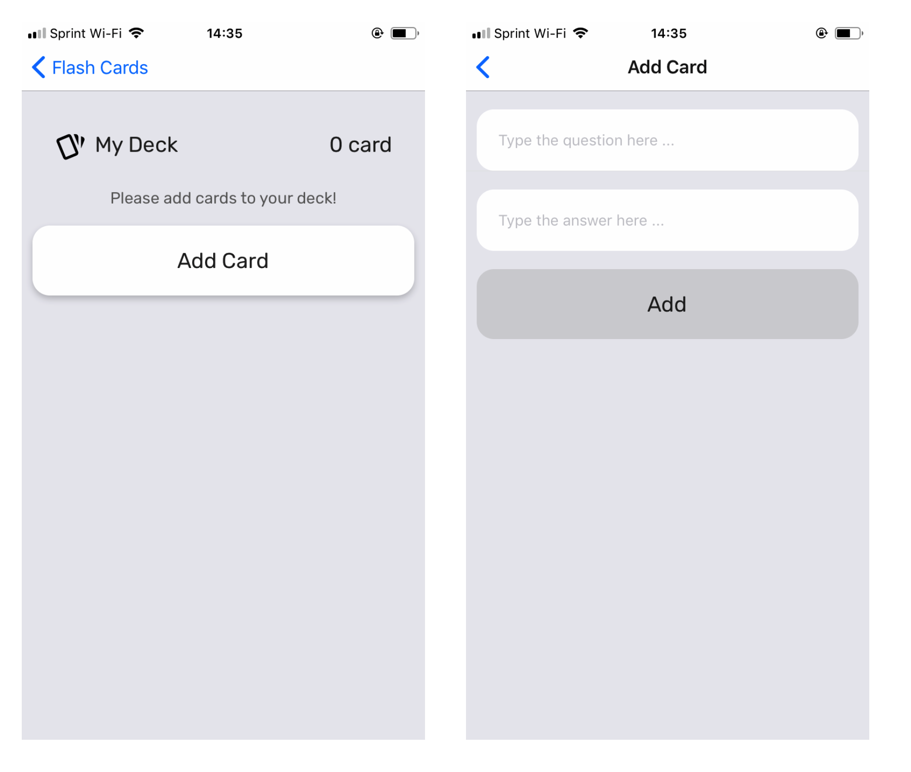 Sprint Wi-Fi 14:35
Flash Cards
My Deck 0 card
Please add cards to your deck!
Add Card
Sprint Wi-Fi 14:35
Add Card
Type the question here ...
Type the answer here ...
Add